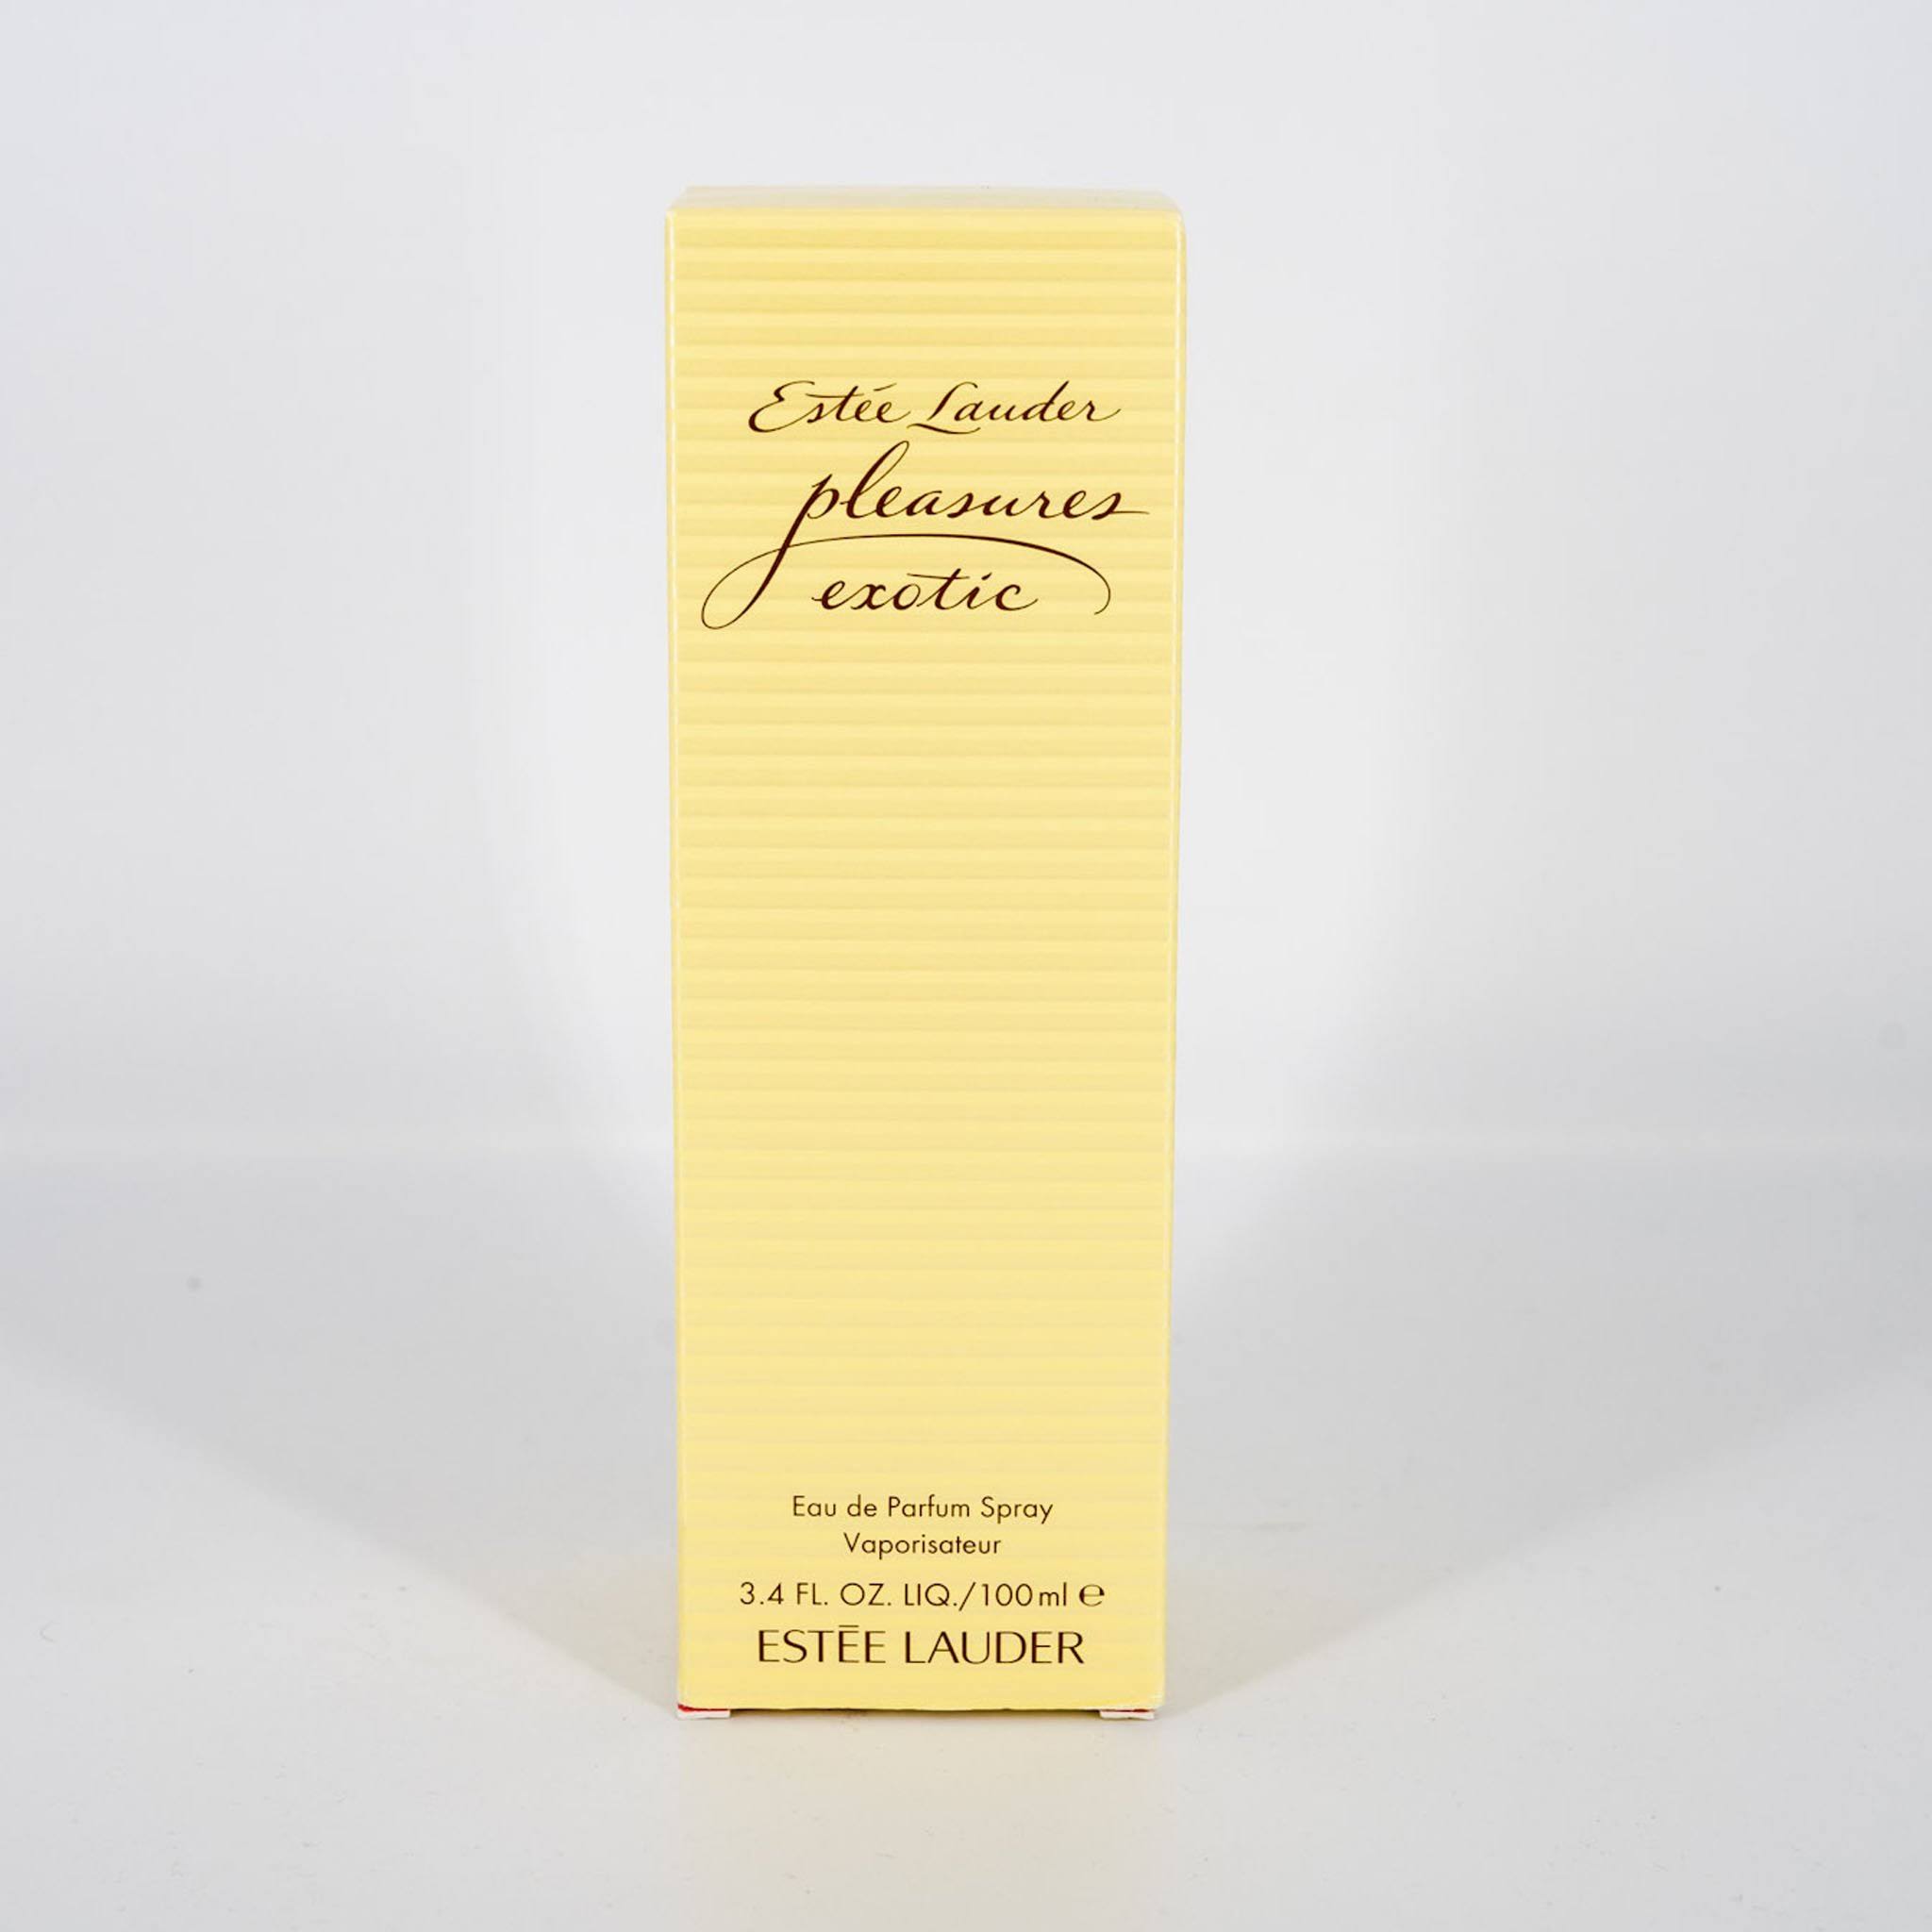 Estée Lauder
pleasures
exotic
Eau de Parfum Spray
Vaporisateur
3.4 FL. OZ. LIQ./100ml ℮
ESTĒE LAUDER